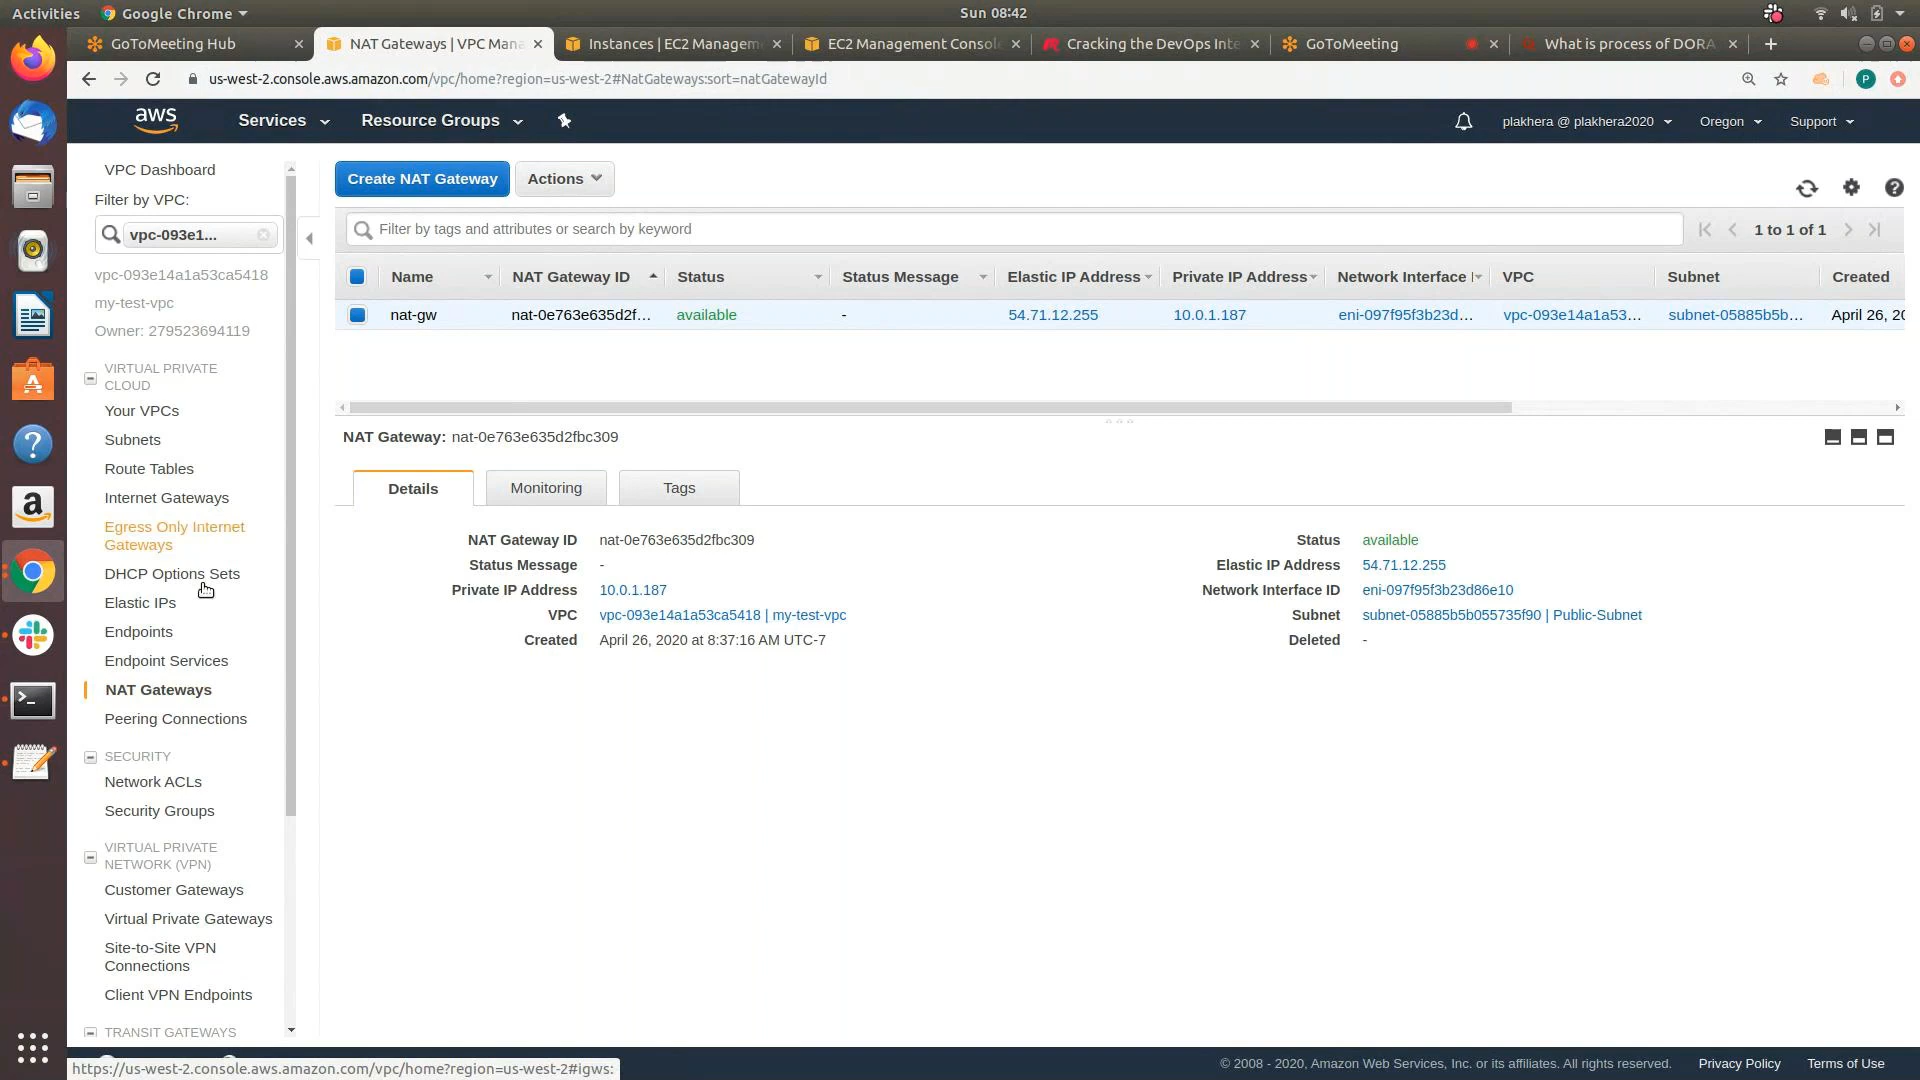 Activities
Google Chrome
Sun 08:42
GoToMeeting Hub
NAT Gateways | VPC Mana
Instances | EC2 Managem
EC2 Management Consol
Cracking the DevOps Inte
GoToMeeting
What is process of DORA
us-west-2.console.aws.amazon.com/vpc/home?region=us-west-2#NatGateways:sort=natGatewayId
P
aws
Services
Resource Groups
plakhera @ plakhera2020
Oregon
Support
VPC Dashboard
Filter by VPC:
vpc-093e1...
vpc-093e14a1a53ca5418
my-test-vpc
Owner: 279523694119
VIRTUAL PRIVATE
CLOUD
Your VPCs
Subnets
Route Tables
Internet Gateways
Egress Only Internet
Gateways
DHCP Options Sets
Elastic IPs
Endpoints
Endpoint Services
NAT Gateways
Peering Connections
SECURITY
Network ACLs
Security Groups
VIRTUAL PRIVATE
NETWORK (VPN)
Customer Gateways
Virtual Private Gateways
Site-to-Site VPN
Connections
Client VPN Endpoints
TRANSIT GATEWAYS
Create NAT Gateway
Actions
Filter by tags and attributes or search by keyword
1 to 1 of 1
Name NAT Gateway ID Status Status Message Elastic IP Address Private IP Address Network Interface I VPC Subnet Created
nat-gw nat-0e763e635d2f... available - 54.71.12.255 10.0.1.187 eni-097f95f3b23d... vpc-093e14a1a53... subnet-05885b5b... April 26, 20
NAT Gateway: nat-0e763e635d2fbc309
Details
Monitoring
Tags
NAT Gateway ID nat-0e763e635d2fbc309
Status available
Status Message -
Elastic IP Address 54.71.12.255
Private IP Address 10.0.1.187
Network Interface ID eni-097f95f3b23d86e10
VPC vpc-093e14a1a53ca5418 | my-test-vpc
Subnet subnet-05885b5b055735f90 | Public-Subnet
Created April 26, 2020 at 8:37:16 AM UTC-7
Deleted -
https://us-west-2.console.aws.amazon.com/vpc/home?region=us-west-2#igws:
© 2008 - 2020, Amazon Web Services, Inc. or its affiliates. All rights reserved.
Privacy Policy
Terms of Use